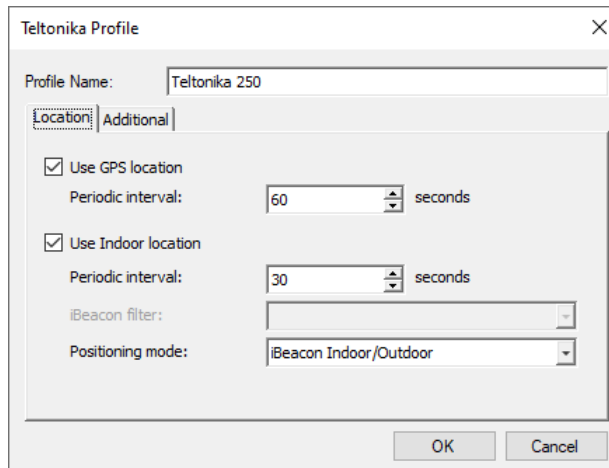 Teltonika Profile
Profile Name: Teltonika 250
Location Additional
Use GPS location
Periodic interval: 60 seconds
Use Indoor location
Periodic interval: 30 seconds
iBeacon filter:
Positioning mode: iBeacon Indoor/Outdoor
OK Cancel